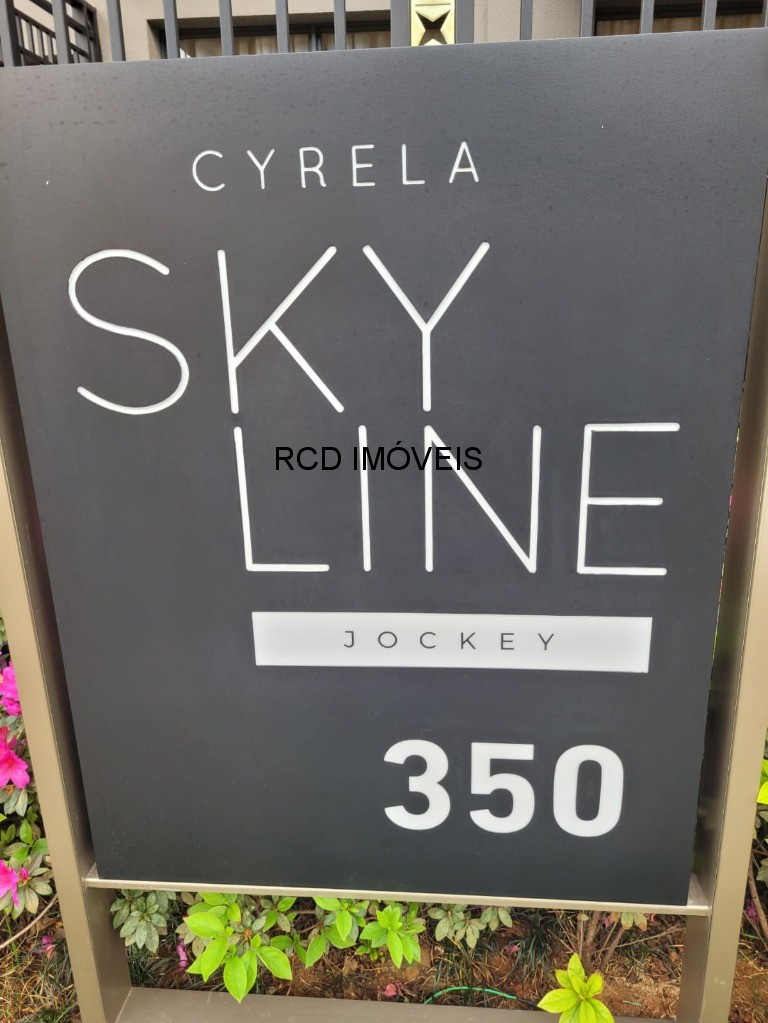 CYRELA
SKY
LINE
RCD IMÓVEIS
JOCKEY
350